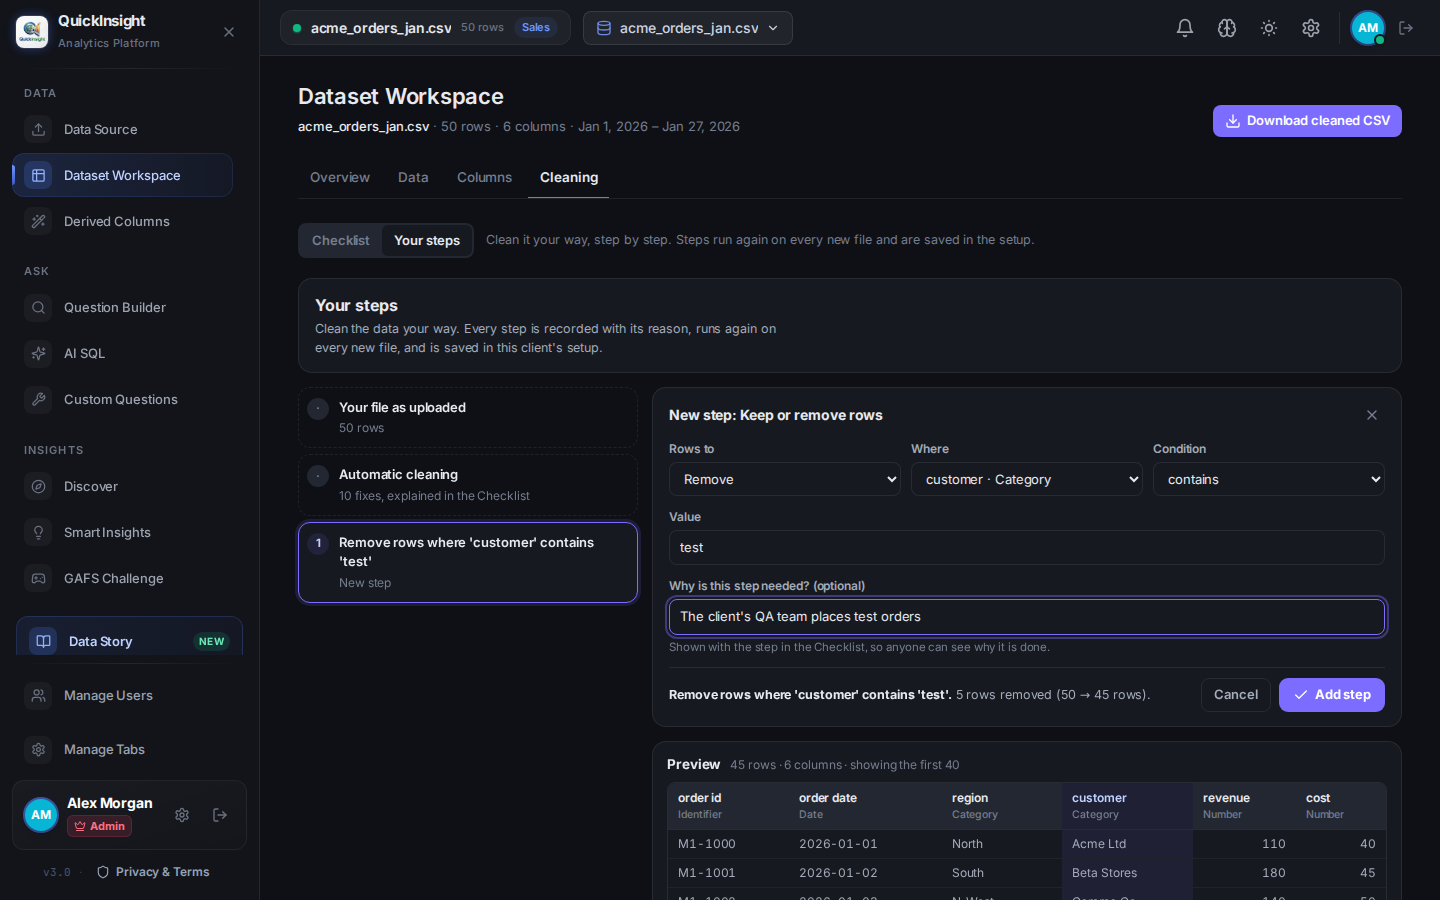 QuickInsight
Analytics Platform
DATA
Data Source
Dataset Workspace
Derived Columns
ASK
Question Builder
AI SQL
Custom Questions
INSIGHTS
Discover
Smart Insights
GAFS Challenge
Data Story NEW
Manage Users
Manage Tabs
AM Alex Morgan
Admin
v3.0 · Privacy & Terms
acme_orders_jan.csv 50 rows Sales
acme_orders_jan.csv
AM
Dataset Workspace
acme_orders_jan.csv · 50 rows · 6 columns · Jan 1, 2026 – Jan 27, 2026
Download cleaned CSV
Overview Data Columns Cleaning
Checklist Your steps Clean it your way, step by step. Steps run again on every new file and are saved in the setup.
Your steps
Clean the data your way. Every step is recorded with its reason, runs again on
every new file, and is saved in this client's setup.
Your file as uploaded
50 rows
Automatic cleaning
10 fixes, explained in the Checklist
1 Remove rows where 'customer' contains
'test'
New step
New step: Keep or remove rows
Rows to Where Condition
Remove customer · Category contains
Value
test
Why is this step needed? (optional)
The client's QA team places test orders
Shown with the step in the Checklist, so anyone can see why it is done.
Remove rows where 'customer' contains 'test'. 5 rows removed (50 → 45 rows).
Cancel Add step
Preview 45 rows · 6 columns · showing the first 40
order id order date region customer revenue cost
Identifier Date Category Category Number Number
M1-1000 2026-01-01 North Acme Ltd 110 40
M1-1001 2026-01-02 South Beta Stores 180 45